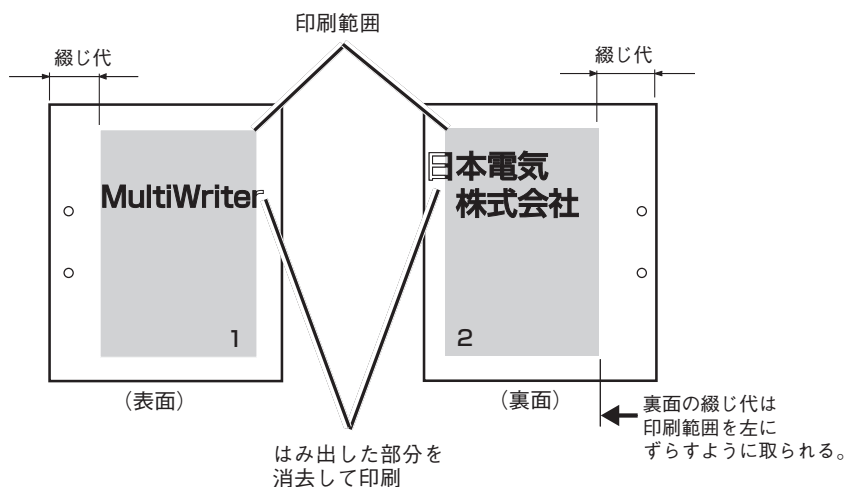 印刷範囲
綴じ代
綴じ代
MultiWriter
日本電気
株式会社
1
2
（表面）
（裏面）
裏面の綴じ代は
印刷範囲を左に
ずらすように取られる。
はみ出した部分を
消去して印刷